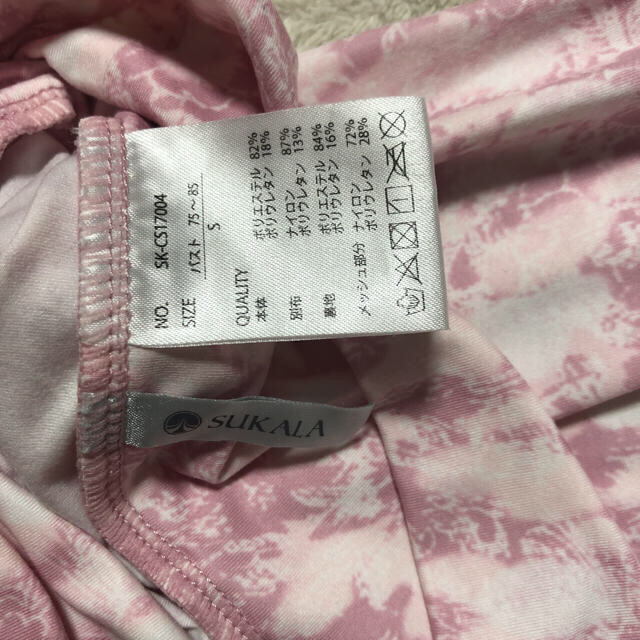 NO. SK-CS17004
SIZE バスト 75～85
S
QUALITY
本体 ポリエステル 82%
ポリウレタン 18%
別布 ナイロン 87%
ポリウレタン 13%
裏他 ポリエステル 84%
ポリウレタン 16%
メッシュ部分 ナイロン 72%
ポリウレタン 28%
SUKALA